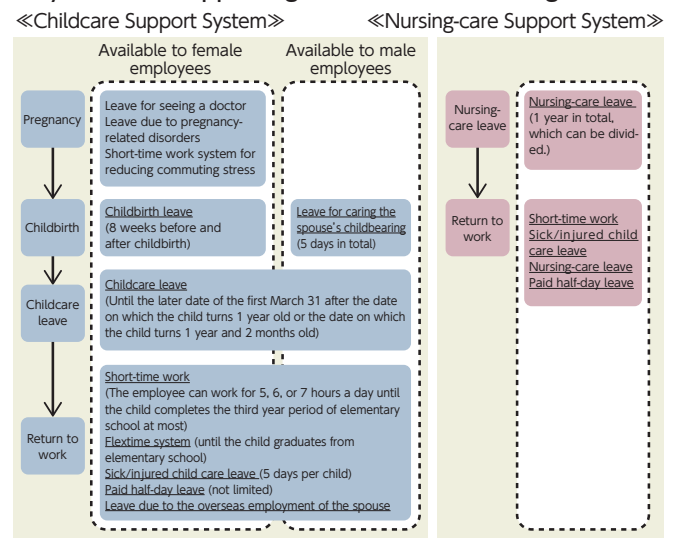 ≪Childcare Support System≫
≪Nursing-care Support System≫
Available to female
employees
Available to male
employees
Pregnancy
Leave for seeing a doctor
Leave due to pregnancy-
related disorders
Short-time work system for
reducing commuting stress
Childbirth
Childbirth leave
(8 weeks before and
after childbirth)
Leave for caring the
spouse's childbearing
(5 days in total)
Childcare
leave
Childcare leave
(Until the later date of the first March 31 after the date
on which the child turns 1 year old or the date on which
the child turns 1 year and 2 months old)
Return to
work
Short-time work
(The employee can work for 5, 6, or 7 hours a day until
the child completes the third year period of elementary
school at most)
Flextime system (until the child graduates from
elementary school)
Sick/injured child care leave (5 days per child)
Paid half-day leave (not limited)
Leave due to the overseas employment of the spouse
Nursing-
care leave
Nursing-care leave
(1 year in total,
which can be divid-
ed.)
Return to
work
Short-time work
Sick/injured child
care leave
Nursing-care leave
Paid half-day leave